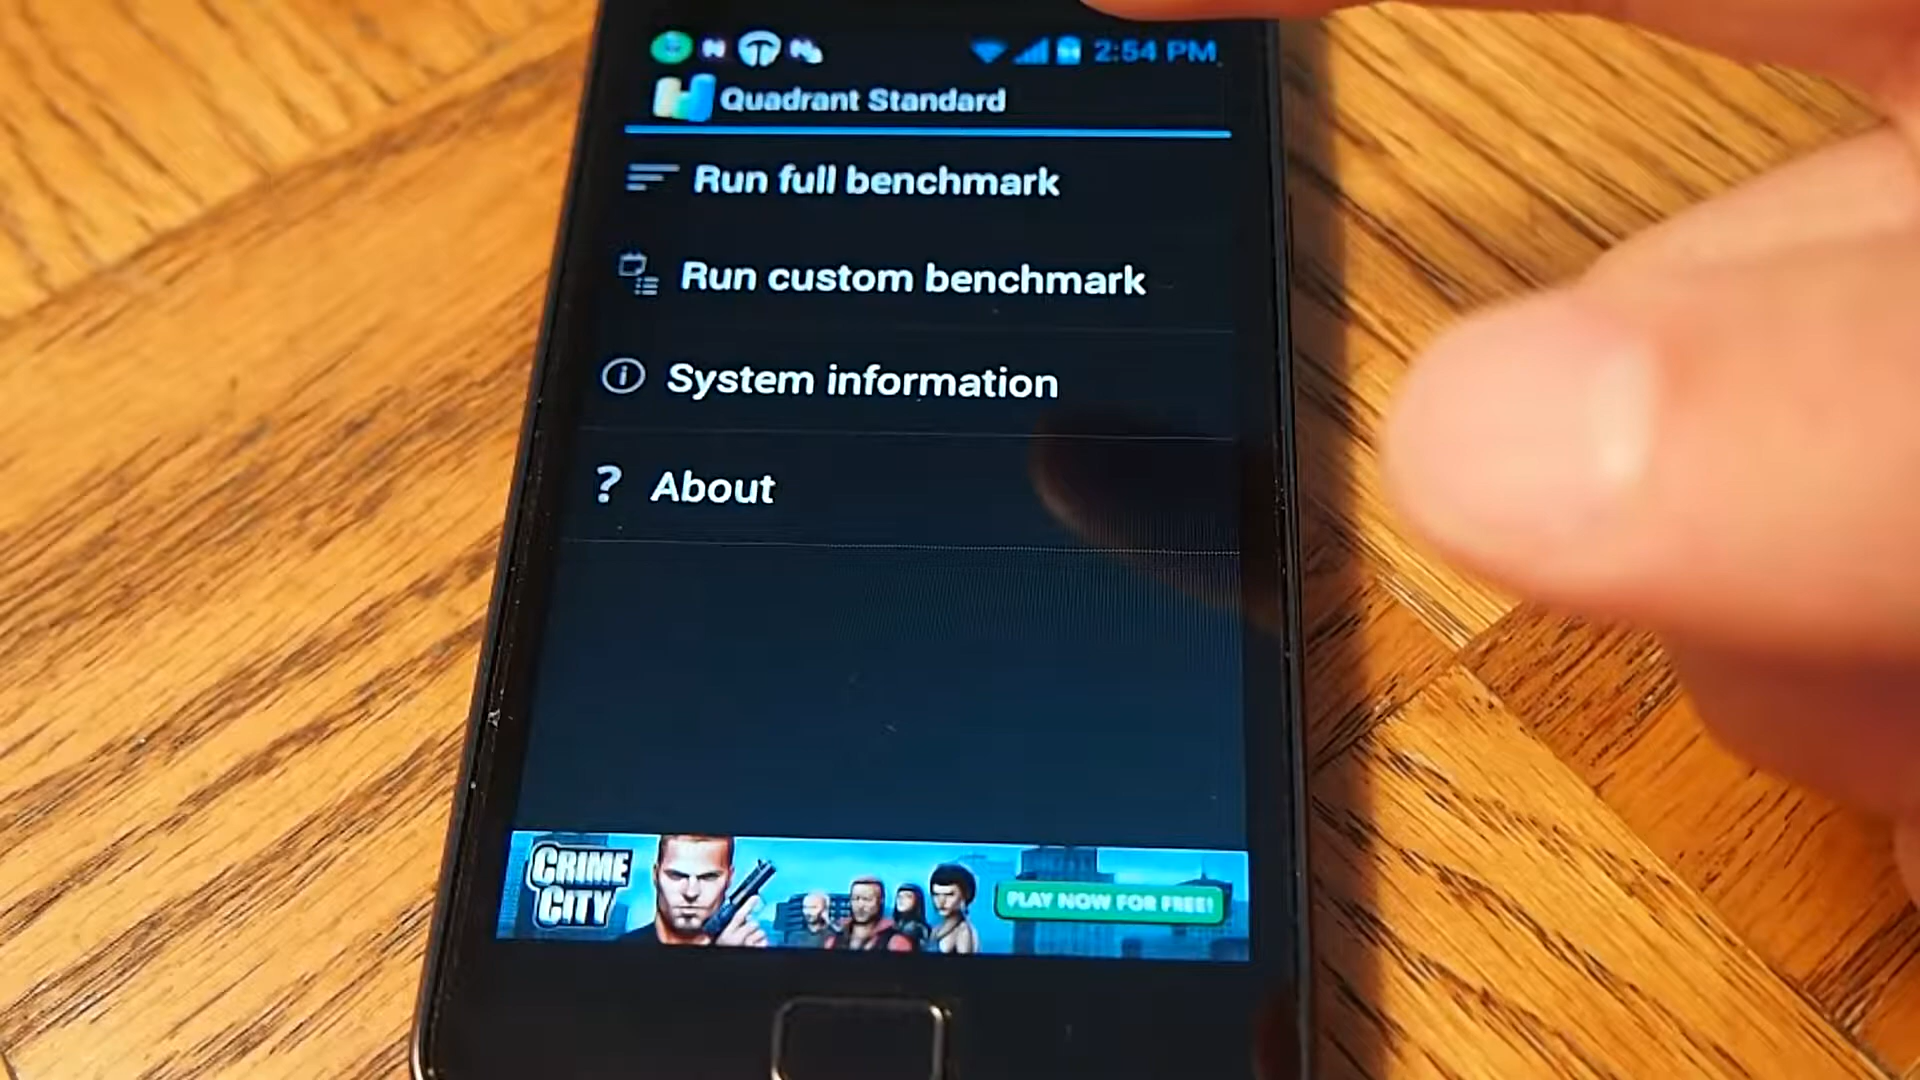 2:54 PM
Quadrant Standard
Run full benchmark
Run custom benchmark
System information
? About
CRIME
CITY
PLAY NOW FOR FREE!